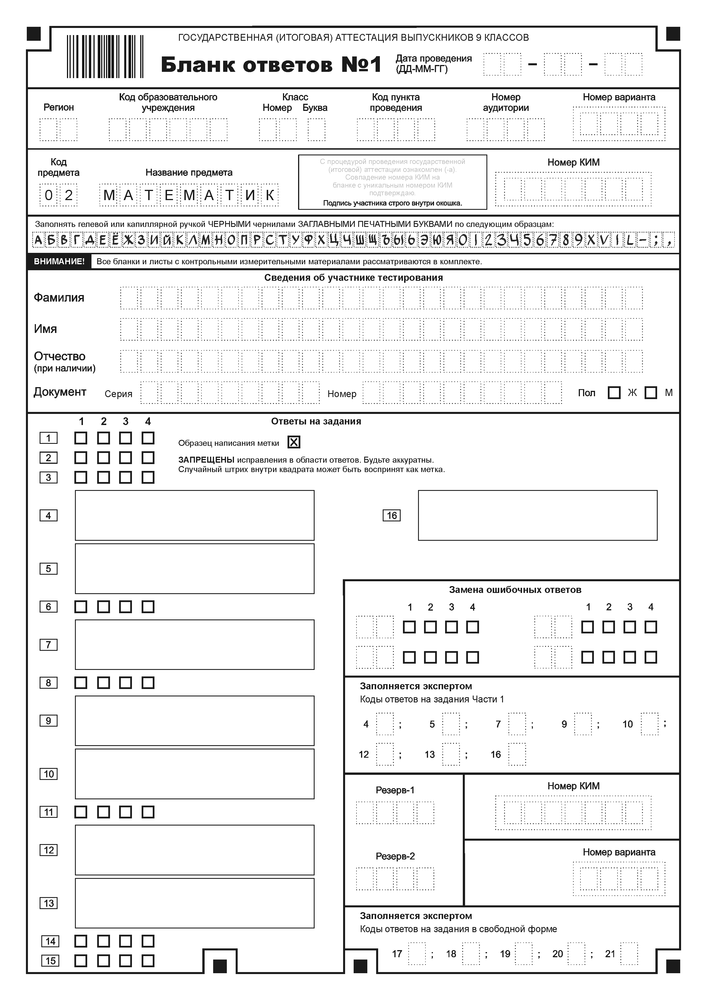 ГОСУДАРСТВЕННАЯ (ИТОГОВАЯ) АТТЕСТАЦИЯ ВЫПУСКНИКОВ 9 КЛАССОВ
Бланк ответов №1
Дата проведения
(ДД-ММ-ГГ)
– –
Регион
Код образовательного
учреждения
Класс
Номер Буква
Код пункта
проведения
Номер
аудитории
Номер варианта
Код
предмета
02
Название предмета
МАТЕМАТИК
С процедурой проведения государственной
(итоговой) аттестации ознакомлен (-а).
Совпадение номера КИМ на
бланке с уникальным номером КИМ
подтверждаю.
Подпись участника строго внутри окошка.
Номер КИМ
Заполнять гелевой или капиллярной ручкой ЧЕРНЫМИ чернилами ЗАГЛАВНЫМИ ПЕЧАТНЫМИ БУКВАМИ по следующим образцам:
АБВГДЕЁЖЗИЙКЛМНОПРСТУФХЦЧШЩЪЫЬЭЮЯ0123456789XVIL-;,
ВНИМАНИЕ! Все бланки и листы с контрольными измерительными материалами рассматриваются в комплекте.
Сведения об участнике тестирования
Фамилия
Имя
Отчество
(при наличии)
Документ Серия Номер Пол Ж М
1 2 3 4 Ответы на задания
1
Образец написания метки X
2
ЗАПРЕЩЕНЫ исправления в области ответов. Будьте аккуратны.
Случайный штрих внутри квадрата может быть воспринят как метка.
3
4
16
5
6
7
8
9
10
11
12
13
14
15
Замена ошибочных ответов
1 2 3 4 1 2 3 4
Заполняется экспертом
Коды ответов на задания Части 1
4 ; 5 ; 7 ; 9 ; 10 ;
12 ; 13 ; 16
Резерв-1
Номер КИМ
Резерв-2
Номер варианта
Заполняется экспертом
Коды ответов на задания в свободной форме
17 ; 18 ; 19 ; 20 ; 21